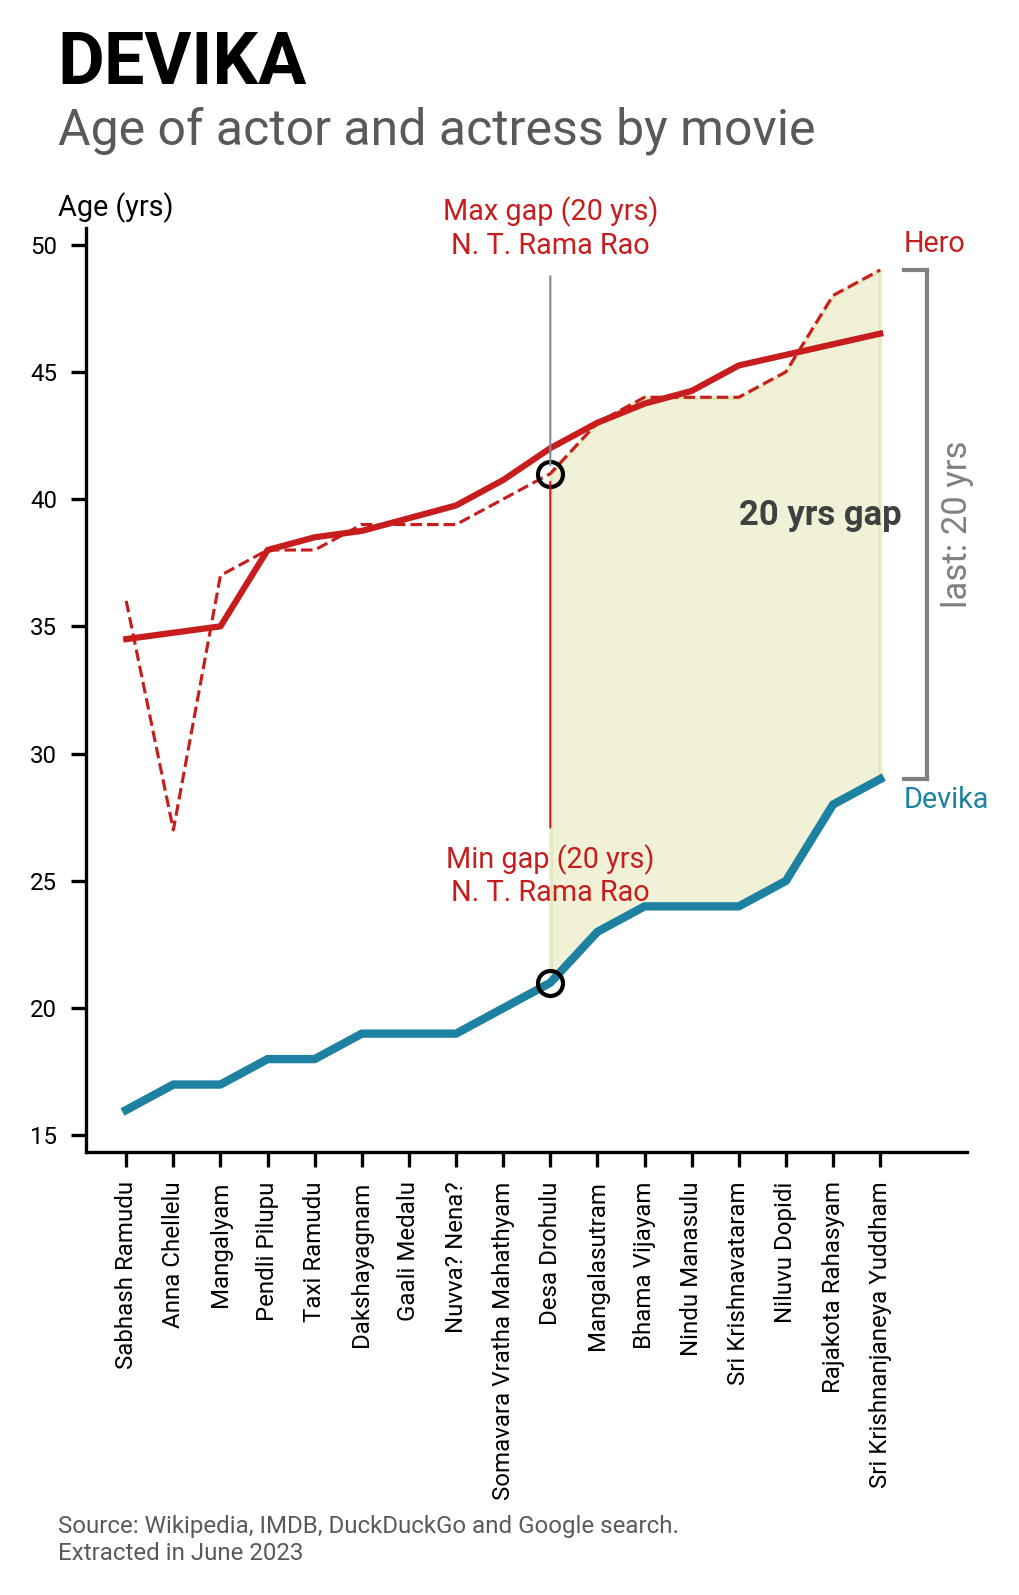 DEVIKA
Age of actor and actress by movie
Age (yrs)
Max gap (20 yrs)
N. T. Rama Rao
Hero
50
45
40
35
30
25
20
15
20 yrs gap
last: 20 yrs
Devika
Min gap (20 yrs)
N. T. Rama Rao
Sabhash Ramudu
Anna Chellelu
Mangalyam
Pendli Pilupu
Taxi Ramudu
Dakshayagnam
Gaali Medalu
Nuvva? Nena?
Somavara Vratha Mahathyam
Desa Drohulu
Mangalasutram
Bhama Vijayam
Nindu Manasulu
Sri Krishnavataram
Niluvu Dopidi
Rajakota Rahasyam
Sri Krishnanjaneya Yuddham
Source: Wikipedia, IMDB, DuckDuckGo and Google search.
Extracted in June 2023